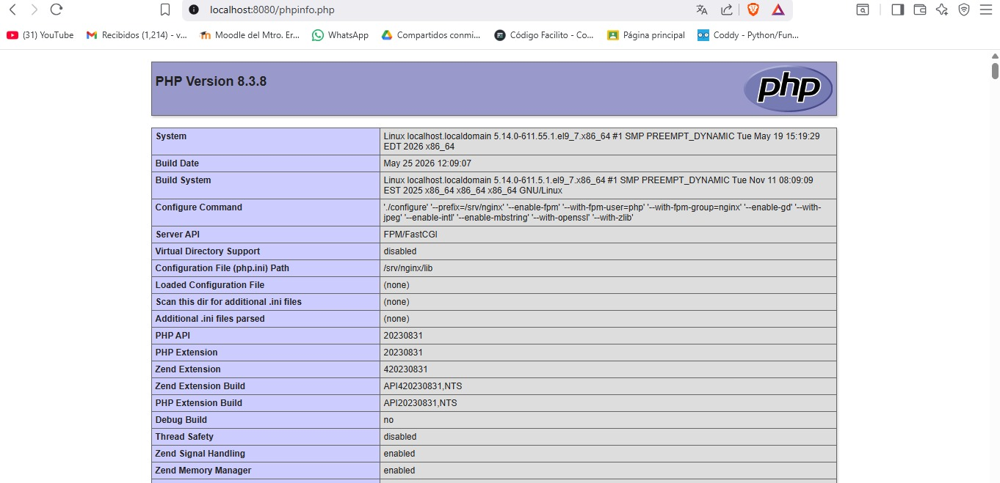 localhost:8080/phpinfo.php
(31) YouTube
Recibidos (1,214) - v...
Moodle del Mtro. Er...
WhatsApp
Compartidos conmi...
Código Facilito - Co...
Página principal
Coddy - Python/Fun...
PHP Version 8.3.8
php
System
Linux localhost.localdomain 5.14.0-611.55.1.el9_7.x86_64 #1 SMP PREEMPT_DYNAMIC Tue May 19 15:19:29
EDT 2026 x86_64
Build Date
May 25 2026 12:09:07
Build System
Linux localhost.localdomain 5.14.0-611.5.1.el9_7.x86_64 #1 SMP PREEMPT_DYNAMIC Tue Nov 11 08:09:09
EST 2025 x86_64 x86_64 x86_64 GNU/Linux
Configure Command
'./configure' '--prefix=/srv/nginx' '--enable-fpm' '--with-fpm-user=php' '--with-fpm-group=nginx' '--enable-gd' '--with-
jpeg' '--enable-intl' '--enable-mbstring' '--with-openssl' '--with-zlib'
Server API
FPM/FastCGI
Virtual Directory Support
disabled
Configuration File (php.ini) Path
/srv/nginx/lib
Loaded Configuration File
(none)
Scan this dir for additional .ini files
(none)
Additional .ini files parsed
(none)
PHP API
20230831
PHP Extension
20230831
Zend Extension
420230831
Zend Extension Build
API420230831,NTS
PHP Extension Build
API20230831,NTS
Debug Build
no
Thread Safety
disabled
Zend Signal Handling
enabled
Zend Memory Manager
enabled